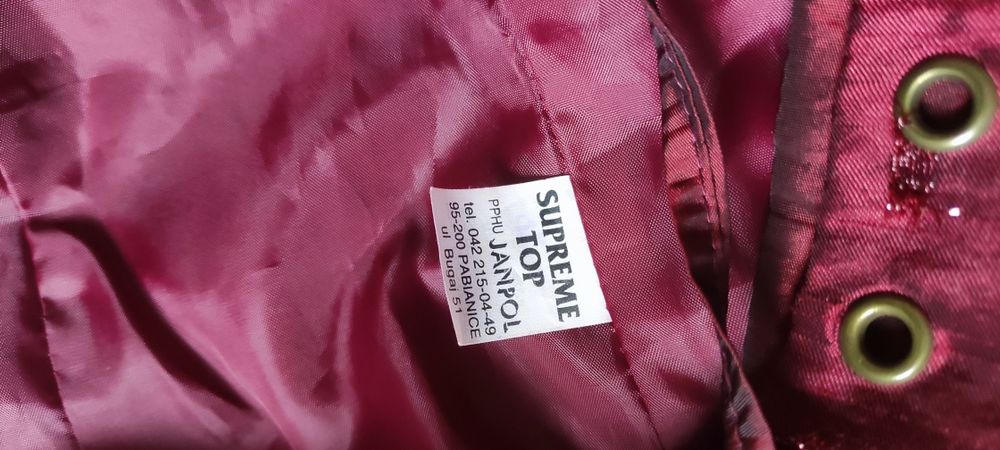 SUPREME
TOP
PPHU JANPOL
tel. 042 215-04-49
95-200 PABIANICE
ul Bugaj 51